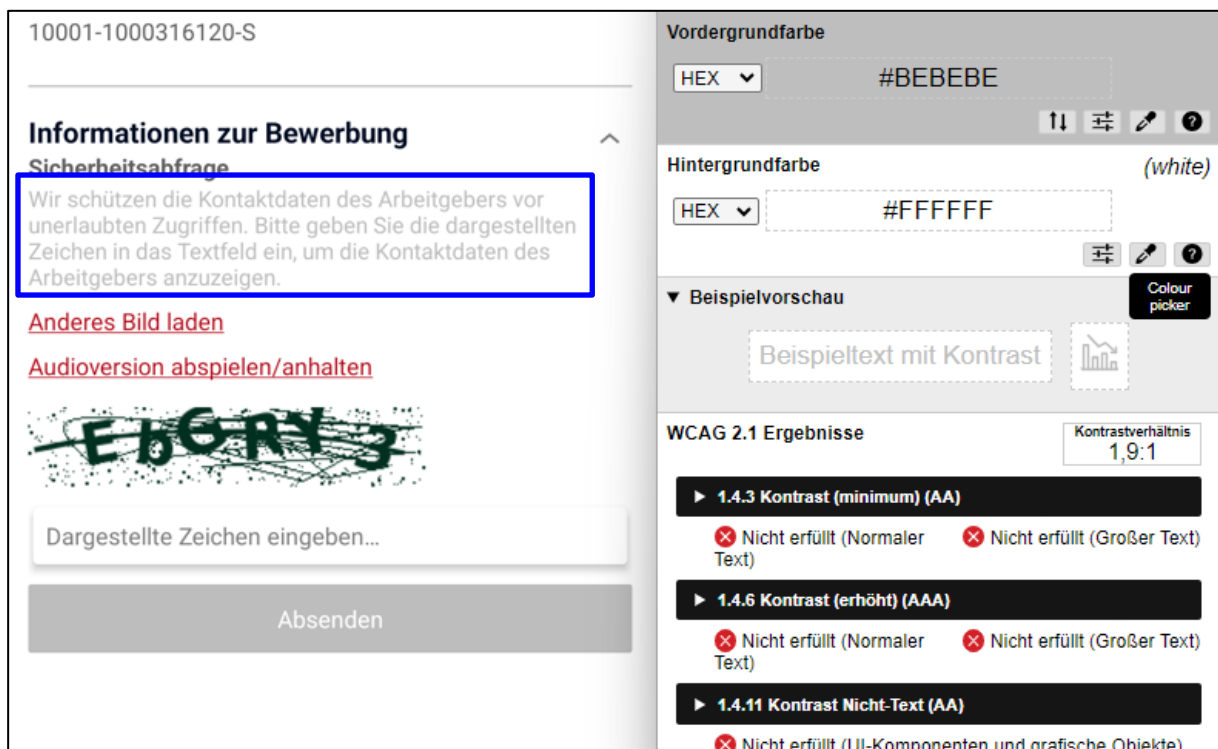 10001-1000316120-S
Informationen zur Bewerbung
Sicherheitsabfrage
Wir schützen die Kontaktdaten des Arbeitgebers vor
unerlaubten Zugriffen. Bitte geben Sie die dargestellten
Zeichen in das Textfeld ein, um die Kontaktdaten des
Arbeitgebers anzuzeigen.
Anderes Bild laden
Audioversion abspielen/anhalten
EbGRY3
Dargestellte Zeichen eingeben…
Absenden
Vordergrundfarbe
HEX #BEBEBE
Hintergrundfarbe (white)
HEX #FFFFFF
Colour
picker
Beispielvorschau
Beispieltext mit Kontrast
WCAG 2.1 Ergebnisse
Kontrastverhältnis
1,9:1
1.4.3 Kontrast (minimum) (AA)
Nicht erfüllt (Normaler
Text)
Nicht erfüllt (Großer Text)
1.4.6 Kontrast (erhöht) (AAA)
Nicht erfüllt (Normaler
Text)
Nicht erfüllt (Großer Text)
1.4.11 Kontrast Nicht-Text (AA)
Nicht erfüllt (UI-Komponenten und grafische Objekte)